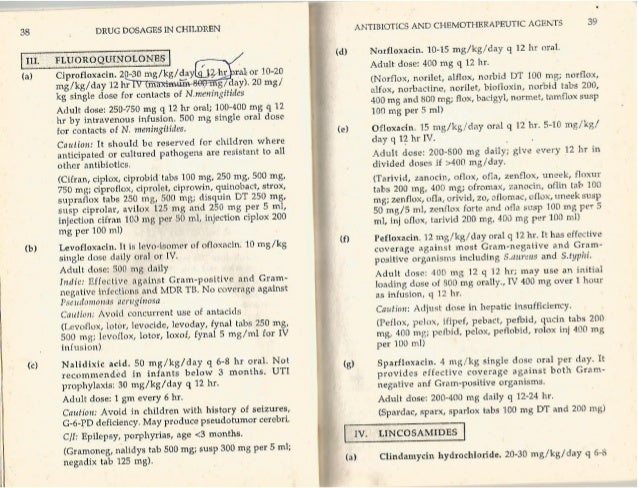 38 DRUG DOSAGES IN CHILDREN
III. FLUOROQUINOLONES
(a) Ciprofloxacin. 20-30 mg/kg/day q 12 hr oral or 10-20
mg/kg/day 12 hr IV (maximum 800 mg/day). 20 mg/
kg single dose for contacts of N.meningitides
Adult dose: 250-750 mg q 12 hr oral; 100-400 mg q 12
hr by intravenous infusion. 500 mg single oral dose
for contacts of N. meningitides.
Caution: It should be reserved for children where
anticipated or cultured pathogens are resistant to all
other antibiotics.
(Cifran, ciplox, ciprobid tabs 100 mg, 250 mg, 500 mg,
750 mg; ciproflox, ciprolet, ciprowin, quinobact, strox,
supraflox tabs 250 mg, 500 mg; disquin DT 250 mg,
susp ciprolar, avilox 125 mg and 250 mg per 5 ml,
injection cifran 100 mg per 50 ml, injection ciplox 200
mg per 100 ml)
(b) Levofloxacin. It is levo-isomer of ofloxacin. 10 mg/kg
single dose daily oral or IV.
Adult dose: 500 mg daily
Indic: Effective against Gram-positive and Gram-
negative infections and MDR TB. No coverage against
Pseudomonas aeruginosa
Caution: Avoid concurrent use of antacids
(Levoflox, lotor, levocide, levoday, fynal tabs 250 mg,
500 mg; levoflox, lotor, loxof, fynal 5 mg/ml for IV
infusion)
(c) Nalidixic acid. 50 mg/kg/day q 6-8 hr oral. Not
recommended in infants below 3 months. UTI
prophylaxis: 30 mg/kg/day q 12 hr.
Adult dose: 1 gm every 6 hr.
Caution: Avoid in children with history of seizures,
G-6-PD deficiency. May produce pseudotumor cerebri.
C/I: Epilepsy, porphyrias, age <3 months.
(Gramoneg, nalidys tab 500 mg; susp 300 mg per 5 ml;
negadix tab 125 mg).
ANTIBIOTICS AND CHEMOTHERAPEUTIC AGENTS 39
(d) Norfloxacin. 10-15 mg/kg/day q 12 hr oral.
Adult dose: 400 mg q 12 hr.
(Norflox, norilet, alflox, norbid DT 100 mg; norflox,
alfox, norbactine, norilet, biofloxin, norbid tabs 200,
400 mg and 800 mg; flox, bacigyl, normet, tamflox susp
100 mg per 5 ml)
(e) Ofloxacin. 15 mg/kg/day oral q 12 hr. 5-10 mg/kg/
day q 12 hr IV.
Adult dose: 200-800 mg daily; give every 12 hr in
divided doses if >400 mg/day.
(Tarivid, zanocin, oflox, ofla, zenflox, uneek, floxur
tabs 200 mg, 400 mg; ofromax, zanocin, oflin tab 100
mg; zenflox, ofla, orivid, zo, oflomac, oflox, uneek susp
50 mg/5 ml, zenflox forte and ofla susp 100 mg per 5
ml, inj oflox, tarivid 200 mg, 400 mg per 100 ml)
(f) Pefloxacin. 12 mg/kg/day oral q 12 hr. It has effective
coverage against most Gram-negative and Gram-
positive organisms including S.aureus and S.typhi.
Adult dose: 400 mg 12 q 12 hr; may use an initial
loading dose of 800 mg orally., IV 400 mg over 1 hour
as infusion, q 12 hr.
Caution: Adjust dose in hepatic insufficiency.
(Peflox, pelox, ifipef, pebact, pefbid, qucin tabs 200
mg, 400 mg; pefbid, pelox, peflobid, rolox inj 400 mg
per 100 ml)
(g) Sparfloxacin. 4 mg/kg single dose oral per day. It
provides effective coverage against both Gram-
negative anf Gram-positive organisms.
Adult dose: 200-400 mg daily q 12-24 hr.
(Spardac, sparx, sparlox tabs 100 mg DT and 200 mg)
IV. LINCOSAMIDES
(a) Clindamycin hydrochloride. 20-30 mg/kg/day q 6-8